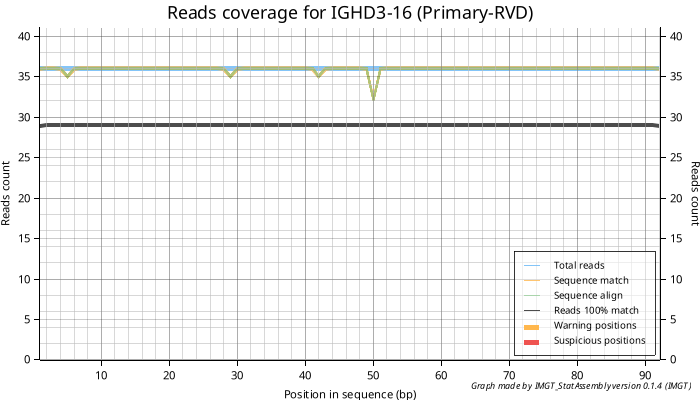 Reads coverage for IGHD3-16 (Primary-RVD)
40 40
35 35
30 30
25 25
20 20
15 15
10 10
5 5
0 0
Reads count
Reads count
Total reads
Sequence match
Sequence align
Reads 100% match
Warning positions
Suspicious positions
10 20 30 40 50 60 70 80 90
Position in sequence (bp)
Graph made by IMGT_StatAssemblyversion 0.1.4 (IMGT)